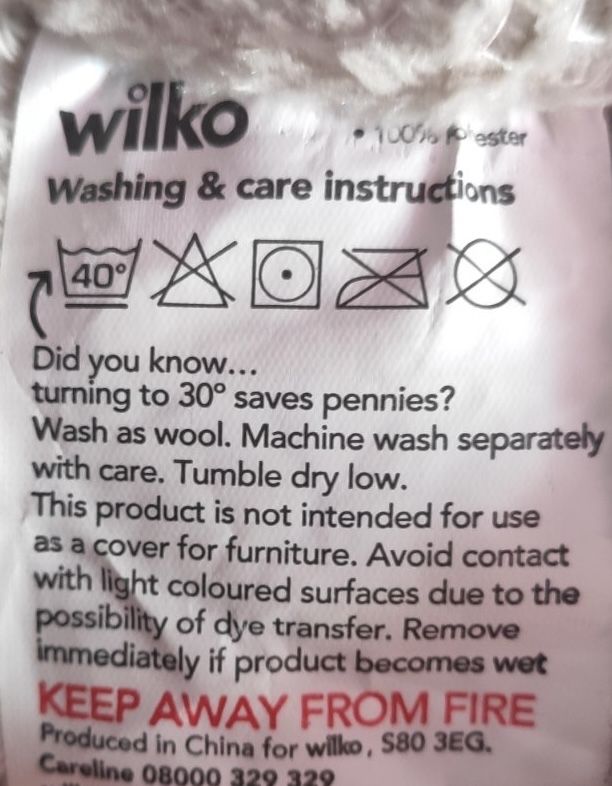 wilko
• 100% Polyester
Washing & care instructions
40°
Did you know...
turning to 30° saves pennies?
Wash as wool. Machine wash separately
with care. Tumble dry low.
This product is not intended for use
as a cover for furniture. Avoid contact
with light coloured surfaces due to the
possibility of dye transfer. Remove
immediately if product becomes wet
KEEP AWAY FROM FIRE
Produced in China for wilko, S80 3EG.
Careline 08000 329 329